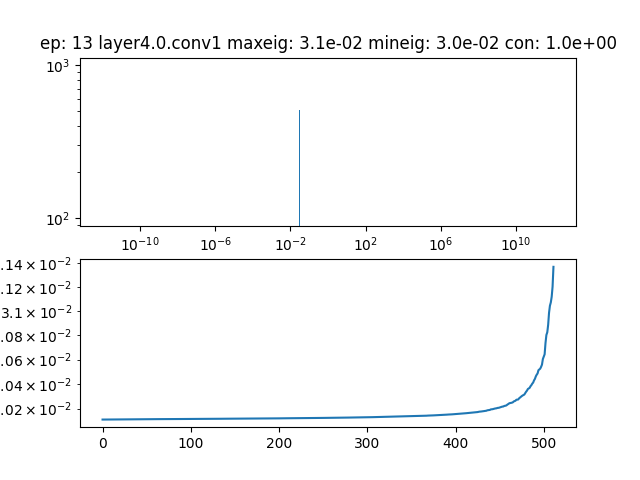 ep: 13 layer4.0.conv1 maxeig: 3.1e-02 mineig: 3.0e-02 con: 1.0e+00
10³
10²
10⁻¹⁰ 10⁻⁶ 10⁻² 10² 10⁶ 10¹⁰
.14 × 10⁻²
.12 × 10⁻²
3.1 × 10⁻²
.08 × 10⁻²
.06 × 10⁻²
.04 × 10⁻²
.02 × 10⁻²
0 100 200 300 400 500